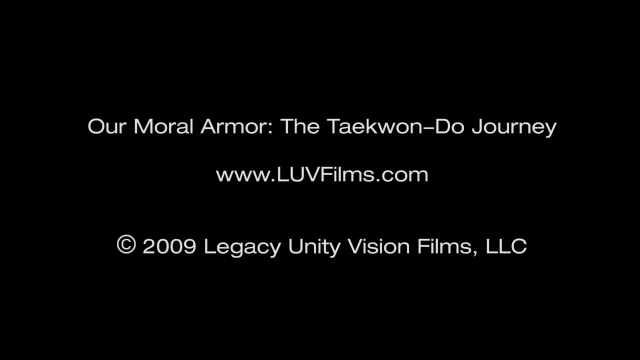 Our Moral Armor: The Taekwon-Do Journey
www.LUVFilms.com
© 2009 Legacy Unity Vision Films, LLC